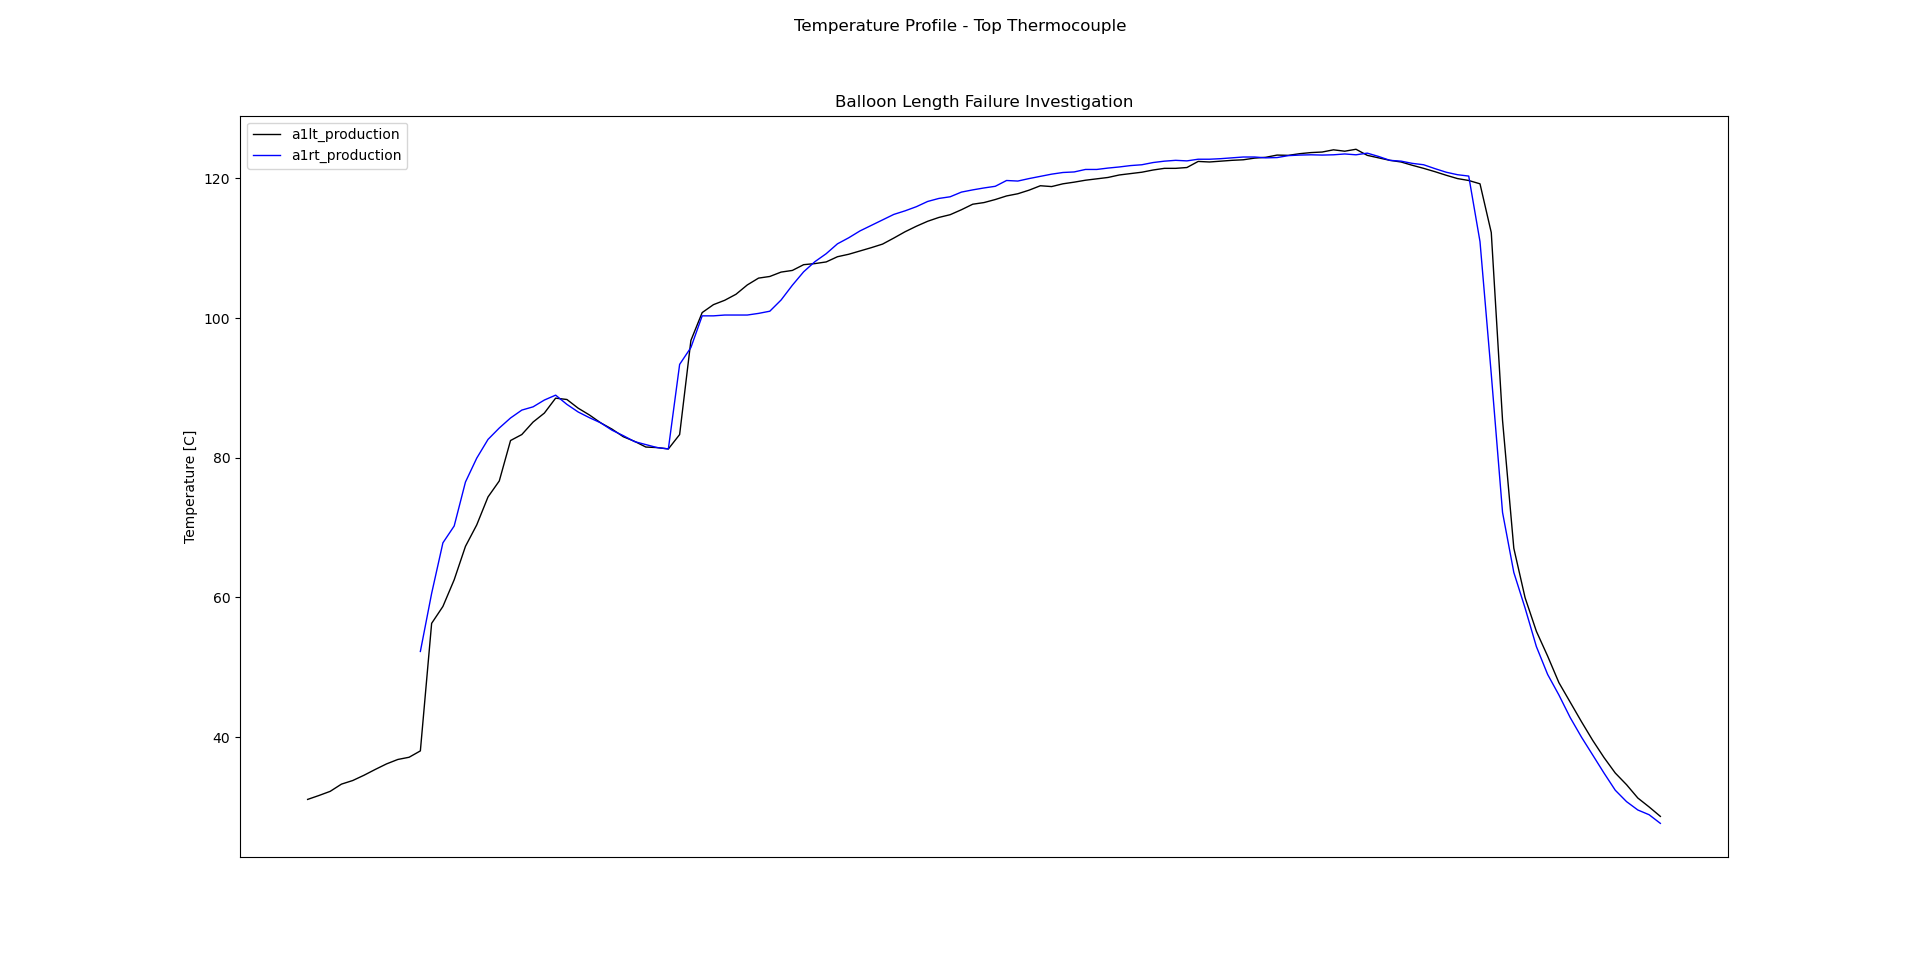 Temperature Profile - Top Thermocouple
Balloon Length Failure Investigation
a1lt_production
a1rt_production
120
100
80
60
40
Temperature [C]